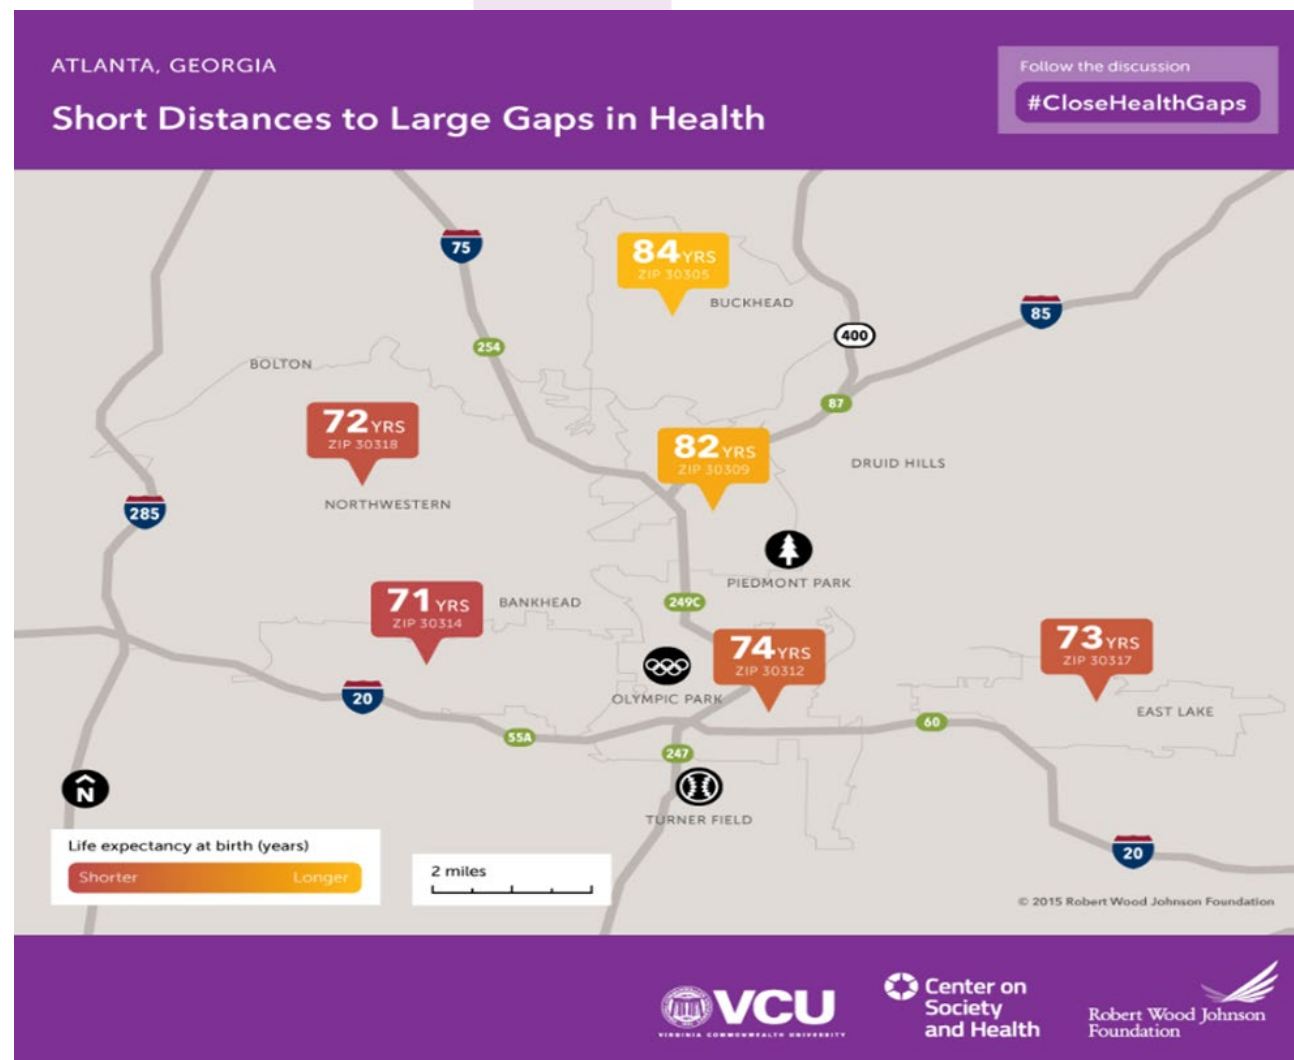 ATLANTA, GEORGIA
Short Distances to Large Gaps in Health
Follow the discussion
#CloseHealthGaps
75
84 YRS
ZIP 30305
BUCKHEAD
85
400
254
BOLTON
87
72 YRS
ZIP 30318
NORTHWESTERN
82 YRS
ZIP 30309
DRUID HILLS
285
PIEDMONT PARK
71 YRS
ZIP 30314
BANKHEAD
249C
74 YRS
ZIP 30312
73 YRS
ZIP 30317
OLYMPIC PARK
EAST LAKE
20
55A
60
247
N
TURNER FIELD
20
Life expectancy at birth (years)
Shorter
Longer
2 miles
© 2015 Robert Wood Johnson Foundation
VCU
VIRGINIA COMMONWEALTH UNIVERSITY
Center on
Society
and Health
Robert Wood Johnson
Foundation